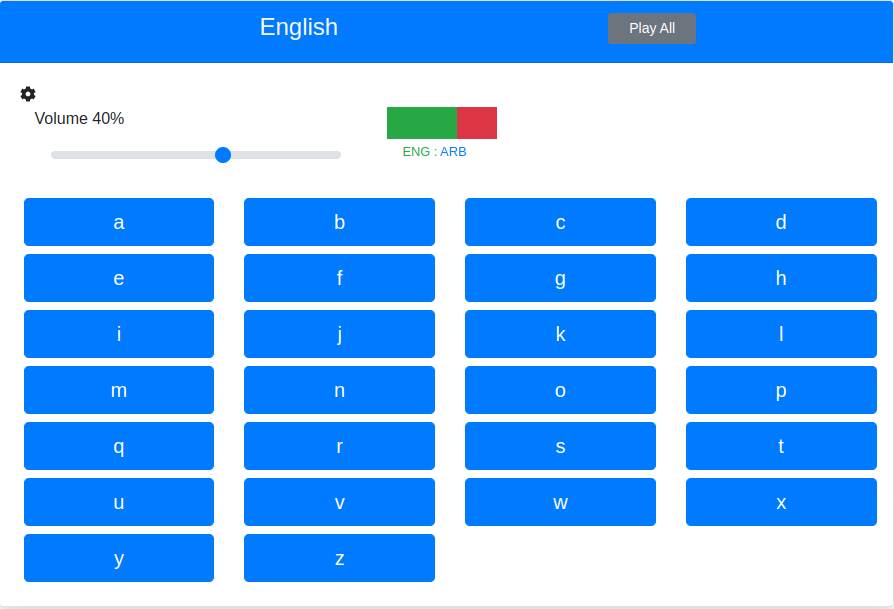 English
Play All
Volume 40%
ENG : ARB
a b c d
e f g h
i j k l
m n o p
q r s t
u v w x
y z